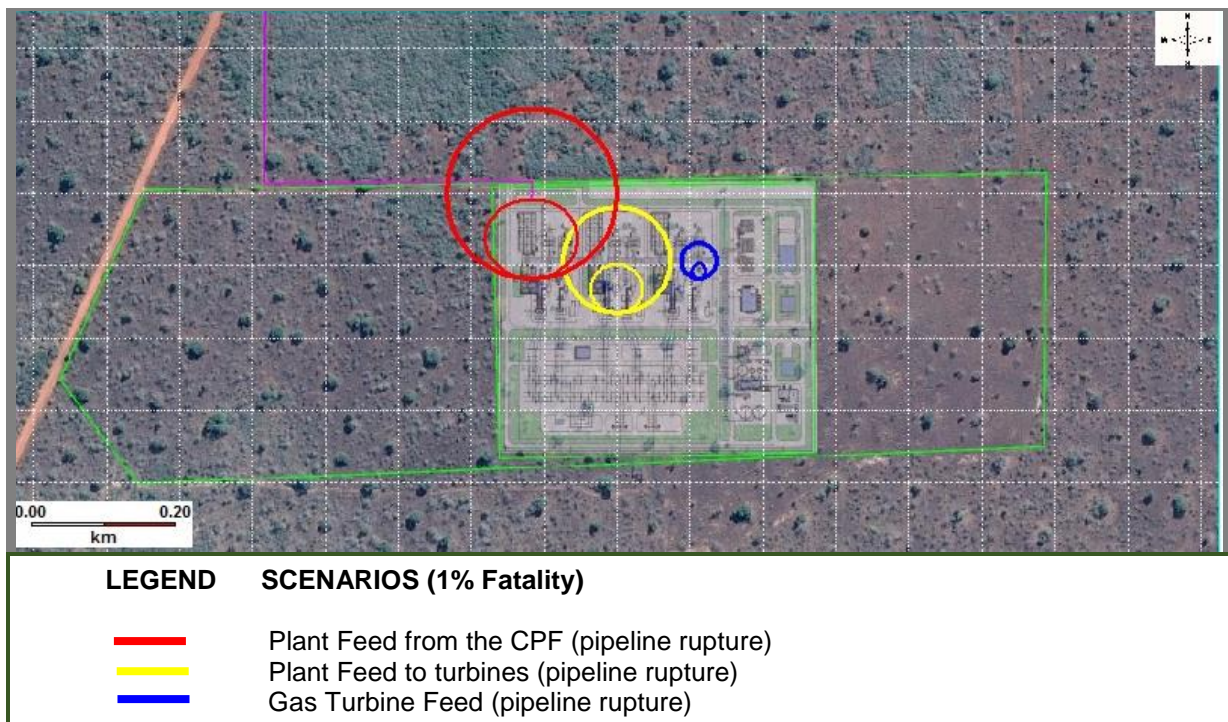 N
W E
0.00 0.20
km
LEGEND SCENARIOS (1% Fatality)
Plant Feed from the CPF (pipeline rupture)
Plant Feed to turbines (pipeline rupture)
Gas Turbine Feed (pipeline rupture)